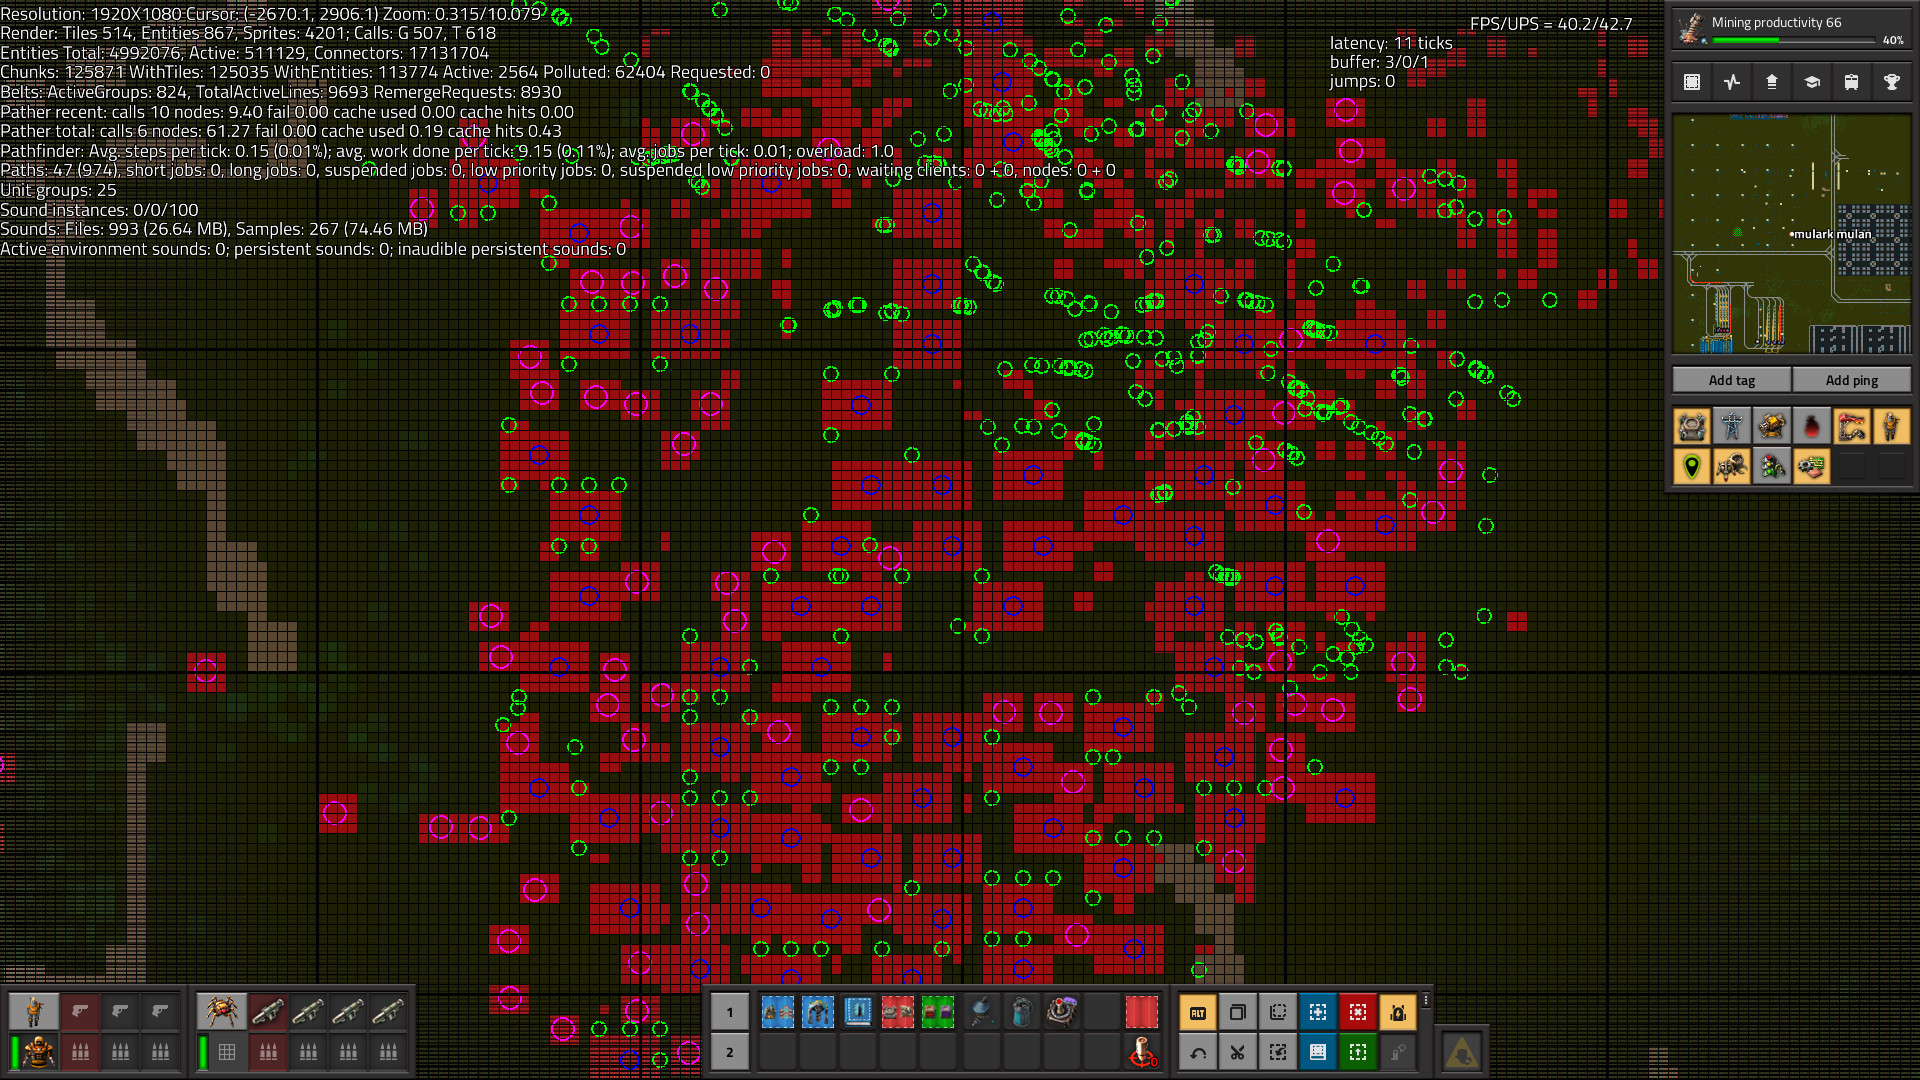 Resolution: 1920X1080 Cursor: (-2670.1, 2906.1) Zoom: 0.315/10.079
Render: Tiles 514, Entities 867, Sprites: 4201; Calls: G 507, T 618
Entities Total: 4992076, Active: 511129, Connectors: 17131704
Chunks: 125871 WithTiles: 125035 WithEntities: 113774 Active: 2564 Polluted: 62404 Requested: 0
Belts: ActiveGroups: 824, TotalActiveLines: 9693 RemergeRequests: 8930
Pather recent: calls 10 nodes: 9.40 fail 0.00 cache used 0.00 cache hits 0.00
Pather total: calls 6 nodes: 61.27 fail 0.00 cache used 0.19 cache hits 0.43
Pathfinder: Avg. steps per tick: 0.15 (0.01%); avg. work done per tick: 9.15 (0.11%); avg. jobs per tick: 0.01; overload: 1.0
Paths: 47 (974), short jobs: 0, long jobs: 0, suspended jobs: 0, low priority jobs: 0, suspended low priority jobs: 0, waiting clients: 0 + 0, nodes: 0 + 0
Unit groups: 25
Sound instances: 0/0/100
Sounds: Files: 993 (26.64 MB), Samples: 267 (74.46 MB)
Active environment sounds: 0; persistent sounds: 0; inaudible persistent sounds: 0
FPS/UPS = 40.2/42.7
latency: 11 ticks
buffer: 3/0/1
jumps: 0
Mining productivity 66
40%
mulark mulan
Add tag
Add ping
1
2
ALT
0